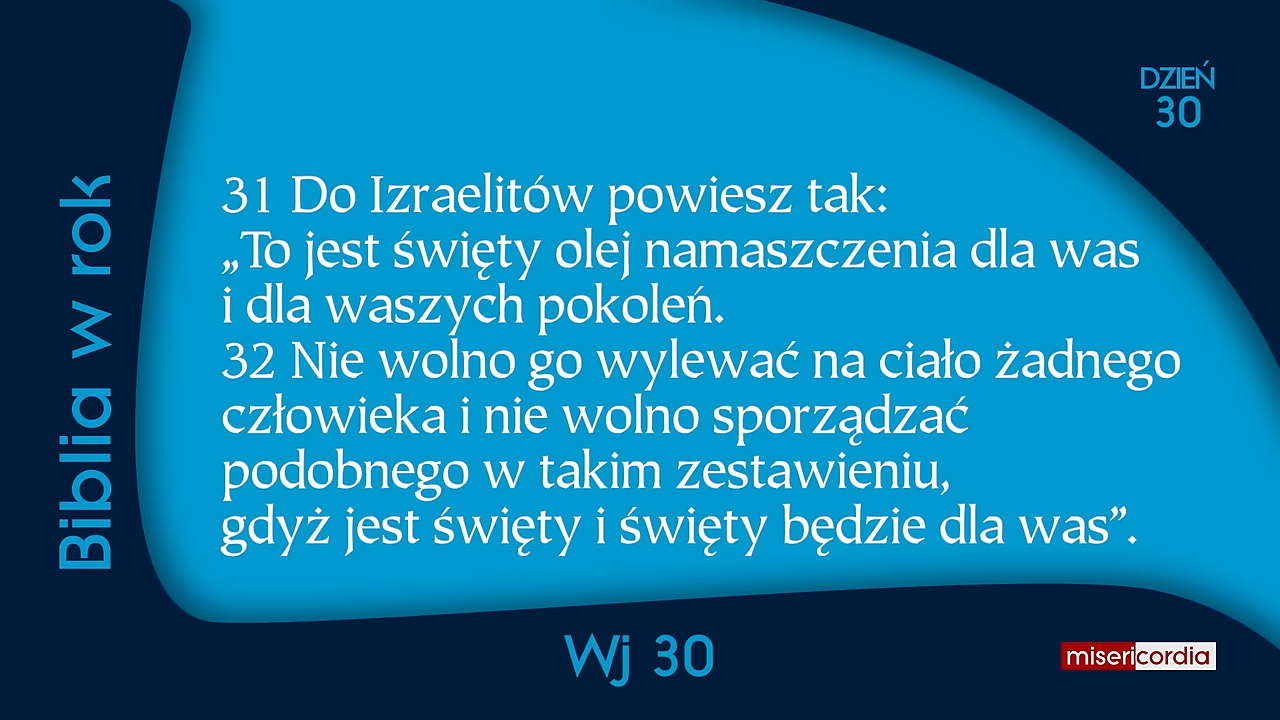 DZIEŃ
30
Biblia w rok
31 Do Izraelitów powiesz tak:
„To jest święty olej namaszczenia dla was
i dla waszych pokoleń.
32 Nie wolno go wylewać na ciało żadnego
człowieka i nie wolno sporządzać
podobnego w takim zestawieniu,
gdyż jest święty i święty będzie dla was”.
Wj 30
misericordia